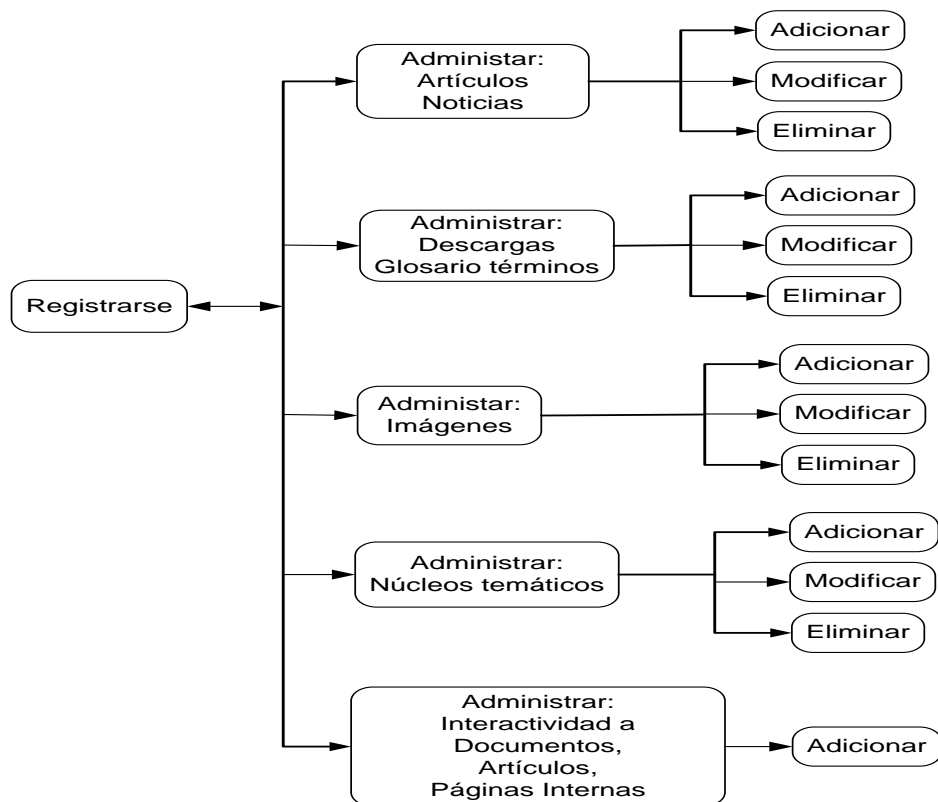 Registrarse
Administar:
Artículos
Noticias
Adicionar
Modificar
Eliminar
Administrar:
Descargas
Glosario términos
Adicionar
Modificar
Eliminar
Administar:
Imágenes
Adicionar
Modificar
Eliminar
Administrar:
Núcleos temáticos
Adicionar
Modificar
Eliminar
Administrar:
Interactividad a
Documentos,
Artículos,
Páginas Internas
Adicionar